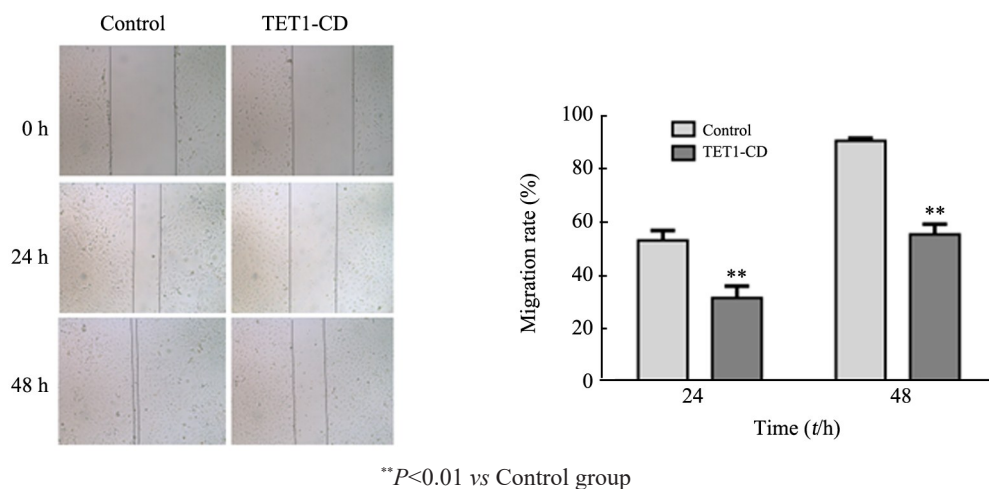 Control TET1-CD
0 h
24 h
48 h
100
80
60
40
20
0
Migration rate (%)
Control
TET1-CD
**
**
24 48
Time (t/h)
**P<0.01 vs Control group